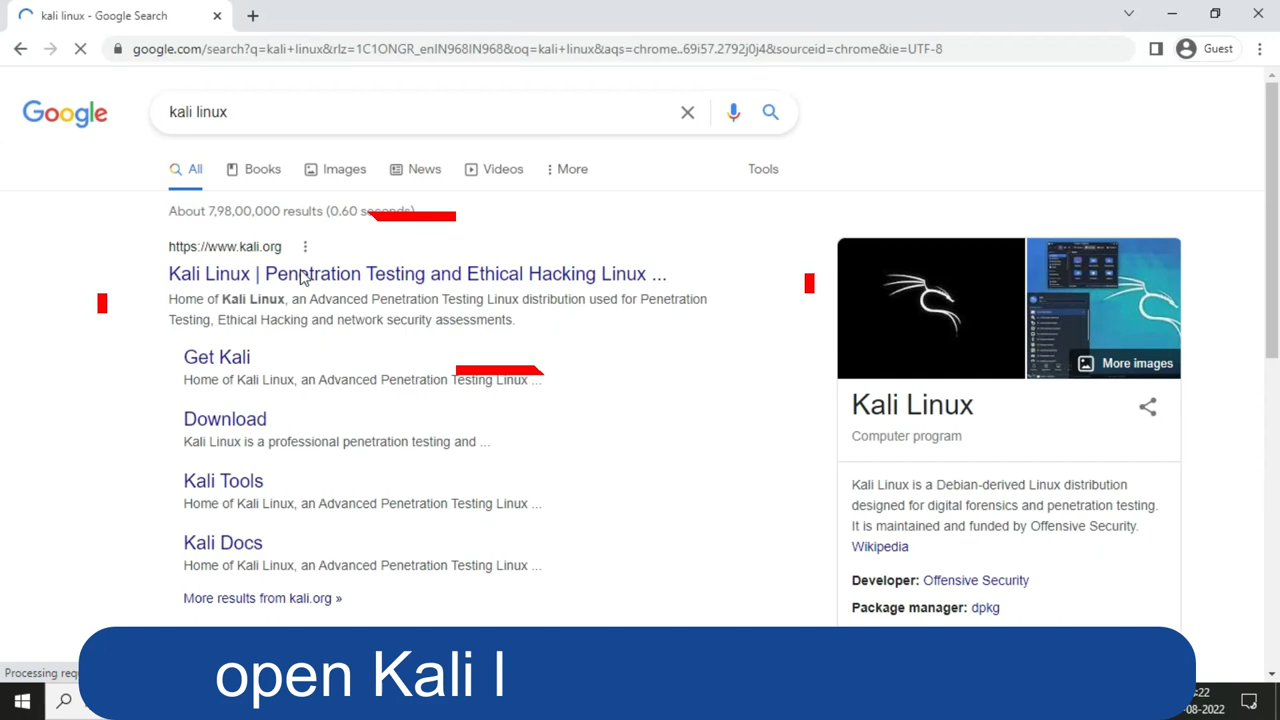 kali linux - Google Search
google.com/search?q=kali+linux&rlz=1C1ONGR_enIN968IN968&oq=kali+linux&aqs=chrome..69i57.2792j0j4&sourceid=chrome&ie=UTF-8
Guest
Google
kali linux
All
Books
Images
News
Videos
More
Tools
About 7,98,00,000 results (0.60 seconds)
https://www.kali.org
Kali Linux | Penetration Testing and Ethical Hacking Linux ...
Home of Kali Linux, an Advanced Penetration Testing Linux distribution used for Penetration
Testing, Ethical Hacking and network security assessments.
Get Kali
Home of Kali Linux, an Advanced Penetration Testing Linux ...
Download
Kali Linux is a professional penetration testing and ...
Kali Tools
Home of Kali Linux, an Advanced Penetration Testing Linux ...
Kali Docs
Home of Kali Linux, an Advanced Penetration Testing Linux ...
More results from kali.org »
More images
Kali Linux
Computer program
Kali Linux is a Debian-derived Linux distribution
designed for digital forensics and penetration testing.
It is maintained and funded by Offensive Security.
Wikipedia
Developer: Offensive Security
Package manager: dpkg
Processing
open Kali l
:22
-08-2022